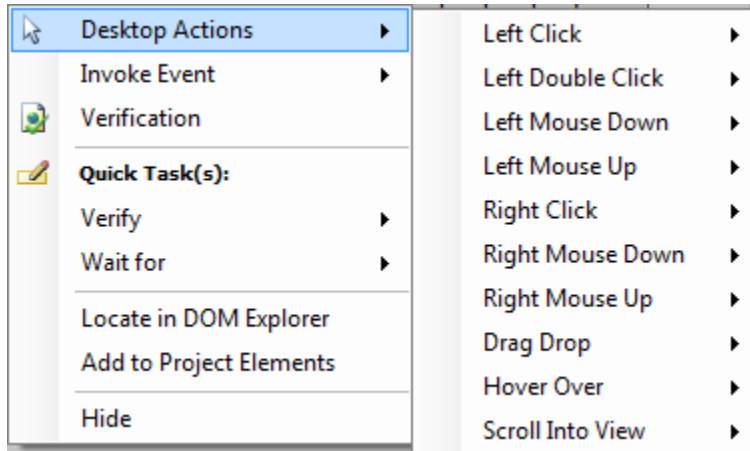 Desktop Actions
Invoke Event
Verification
Quick Task(s):
Verify
Wait for
Locate in DOM Explorer
Add to Project Elements
Hide
Left Click
Left Double Click
Left Mouse Down
Left Mouse Up
Right Click
Right Mouse Down
Right Mouse Up
Drag Drop
Hover Over
Scroll Into View